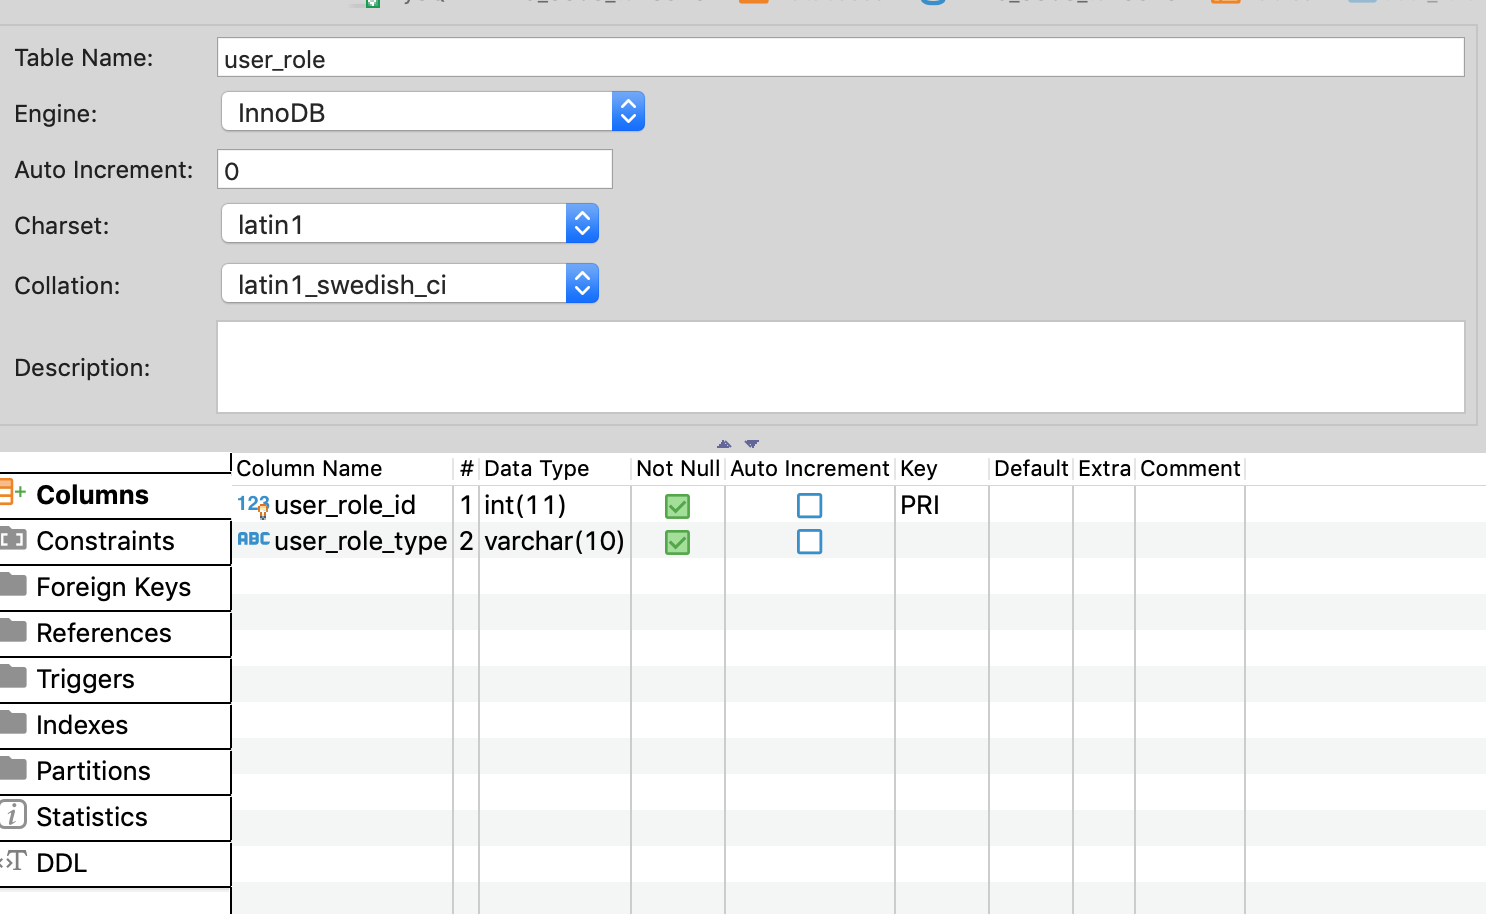 Table Name: user_role
Engine: InnoDB
Auto Increment: 0
Charset: latin1
Collation: latin1_swedish_ci
Description:
Column Name # Data Type Not Null Auto Increment Key Default Extra Comment
Columns
123 user_role_id 1 int(11) PRI
Constraints
ABC user_role_type 2 varchar(10)
Foreign Keys
References
Triggers
Indexes
Partitions
i Statistics
<>T DDL